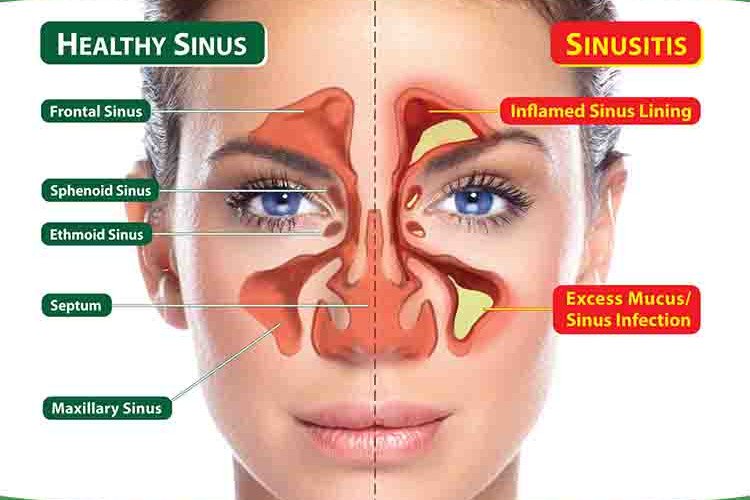 HEALTHY SINUS
SINUSITIS
Frontal Sinus
Inflamed Sinus Lining
Sphenoid Sinus
Ethmoid Sinus
Septum
Excess Mucus/
Sinus Infection
Maxillary Sinus